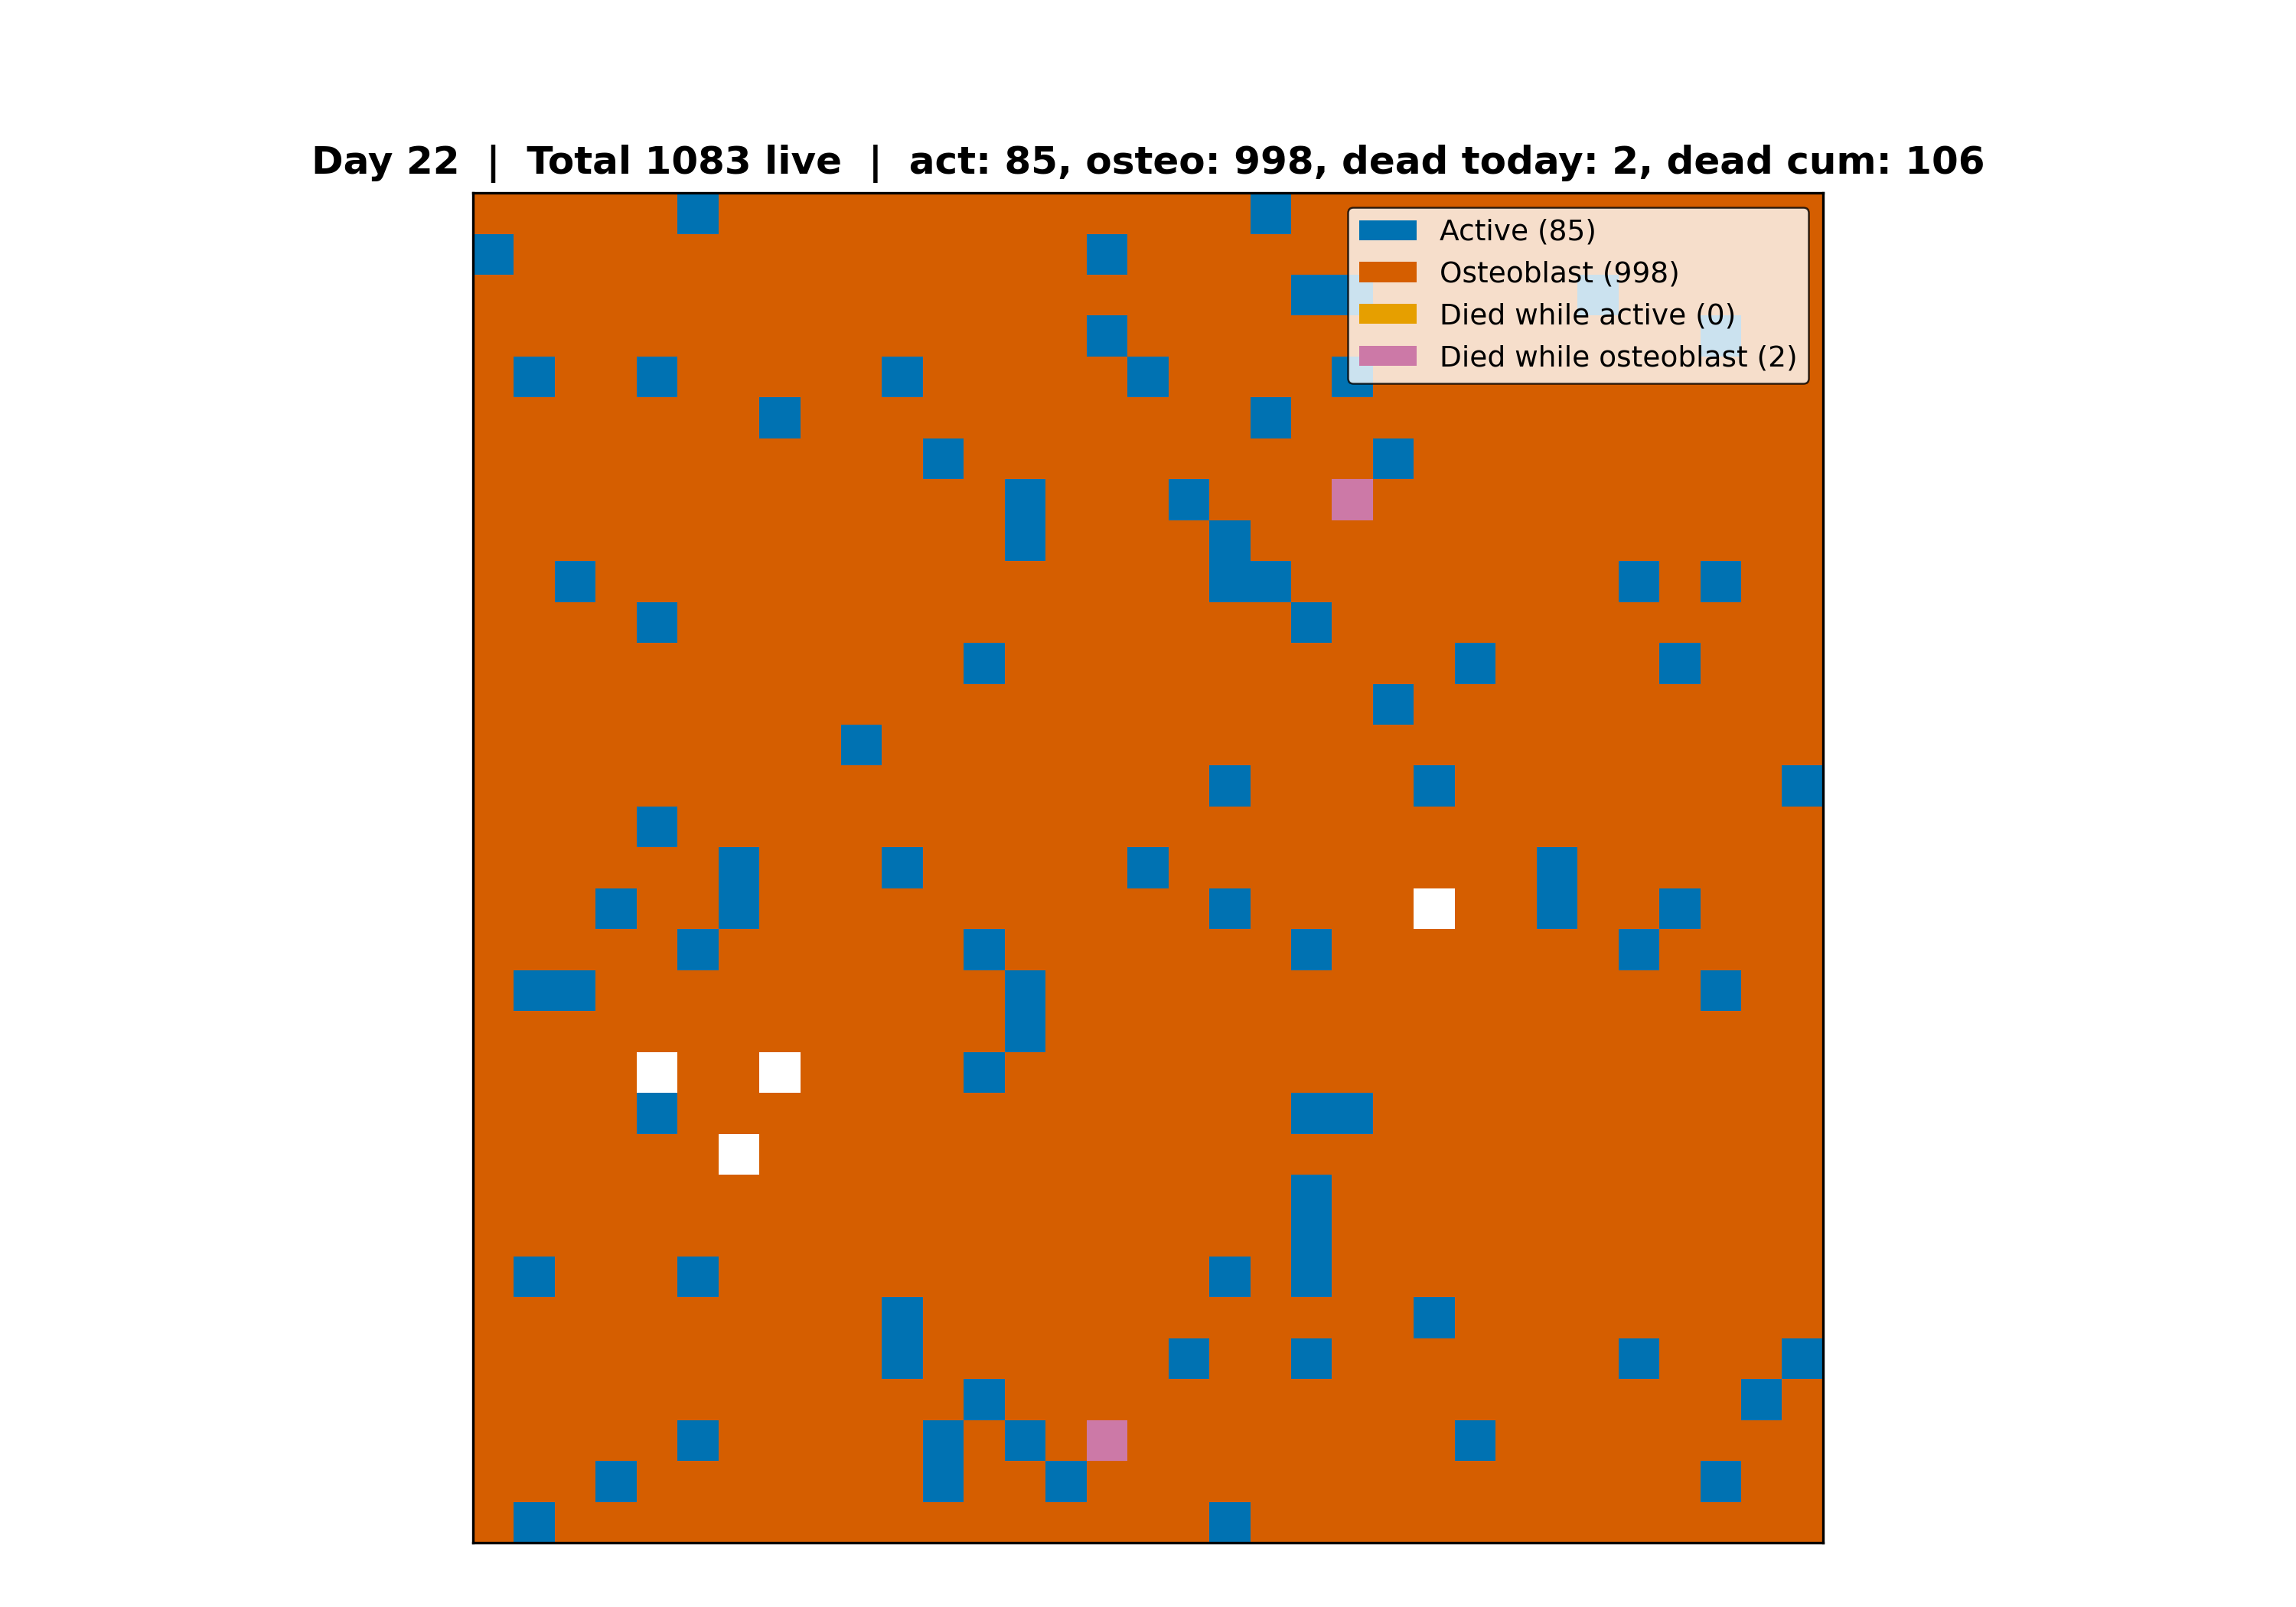 Day 22 | Total 1083 live | act: 85, osteo: 998, dead today: 2, dead cum: 106
Active (85)
Osteoblast (998)
Died while active (0)
Died while osteoblast (2)